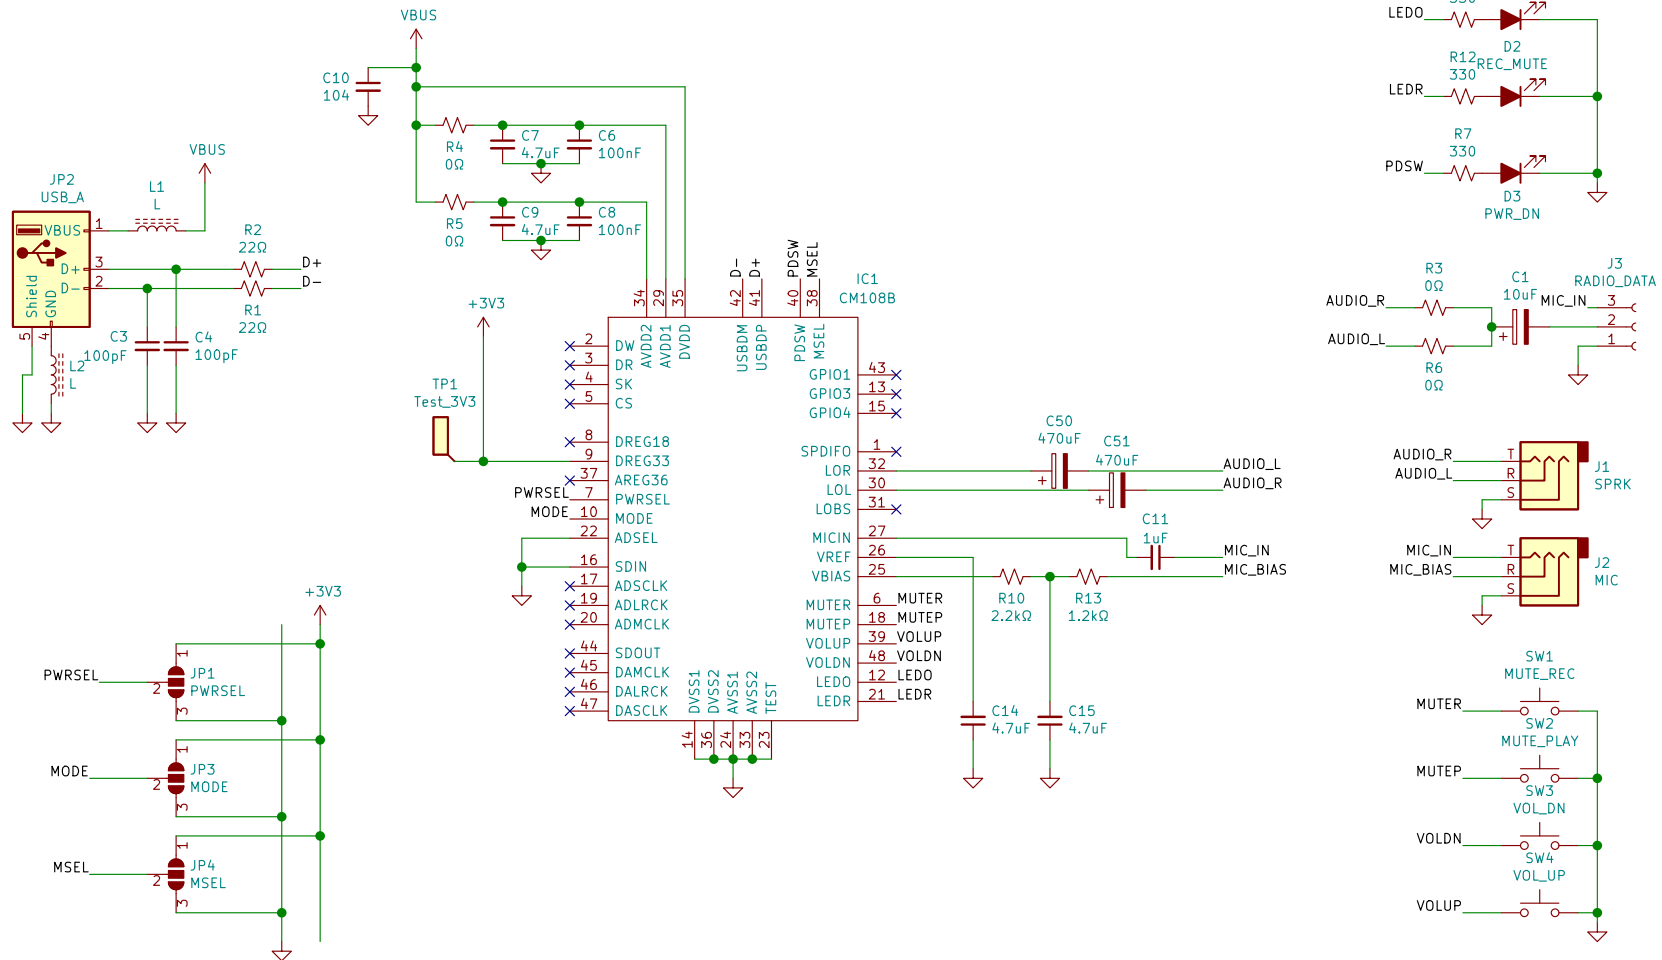 VBUS
C10
104
R4
0Ω
C7
4.7uF
C6
100nF
R5
0Ω
C9
4.7uF
C8
100nF
VBUS
JP2
USB_A
L1
L
VBUS
1
D+
3
D-
2
Shield
GND
5
4
R2
22Ω
D+
D-
R1
22Ω
C3
100pF
C4
100pF
L2
L
+3V3
TP1
Test_3V3
IC1
CM108B
34
29
35
42
41
40
38
D-
D+
PDSW
MSEL
AVDD2
AVDD1
DVDD
USBDM
USBDP
PDSW
MSEL
2 DW
3 DR
4 SK
5 CS
8 DREG18
9 DREG33
37 AREG36
PWRSEL 7 PWRSEL
MODE 10 MODE
22 ADSEL
16 SDIN
17 ADSCLK
19 ADLRCK
20 ADMCLK
44 SDOUT
45 DAMCLK
46 DALRCK
47 DASCLK
GPIO1 43
GPIO3 13
GPIO4 15
SPDIFO 1
LOR 32
LOL 30
LOBS 31
MICIN 27
VREF 26
VBIAS 25
MUTER 6 MUTER
MUTEP 18 MUTEP
VOLUP 39 VOLUP
VOLDN 48 VOLDN
LEDO 12 LEDO
LEDR 21 LEDR
DVSS1
DVSS2
AVSS1
AVSS2
TEST
14
36
24
33
23
C50
470uF
+
C51
470uF
+
AUDIO_L
AUDIO_R
C11
1uF
MIC_IN
MIC_BIAS
R10
2.2kΩ
R13
1.2kΩ
C14
4.7uF
C15
4.7uF
+3V3
PWRSEL
1
2
3
JP1
PWRSEL
MODE
1
2
3
JP3
MODE
MSEL
1
2
3
JP4
MSEL
LEDO
D2
REC_MUTE
R12
330
LEDR
R7
330
PDSW
D3
PWR_DN
R3
0Ω
AUDIO_R
AUDIO_L
R6
0Ω
C1
10uF
+
J3
RADIO_DATA
MIC_IN 3
2
1
AUDIO_R T
AUDIO_L R
S
J1
SPRK
MIC_IN T
MIC_BIAS R
S
J2
MIC
SW1
MUTE_REC
MUTER
SW2
MUTE_PLAY
MUTEP
SW3
VOL_DN
VOLDN
SW4
VOL_UP
VOLUP